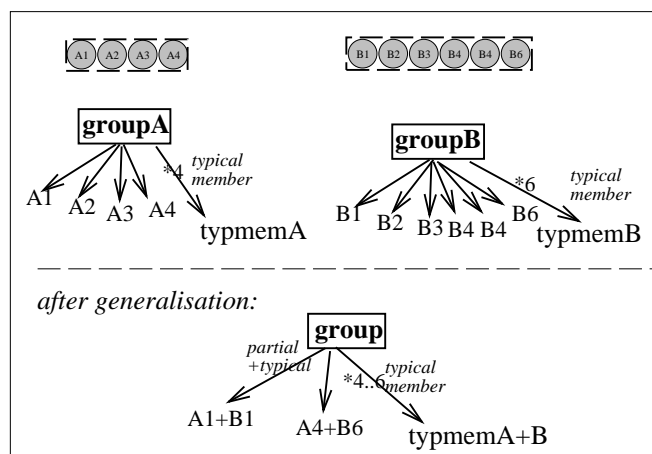 A1 A2 A3 A4 B1 B2 B3 B4 B4 B6
groupA groupB
*4 typical
member
*6 typical
member
A1 A2 A3 A4 typmemA
B1 B2 B3 B4 B4 B6 typmemB
after generalisation:
group
partial
+typical
*4..6 typical
member
A1+B1 A4+B6 typmemA+B